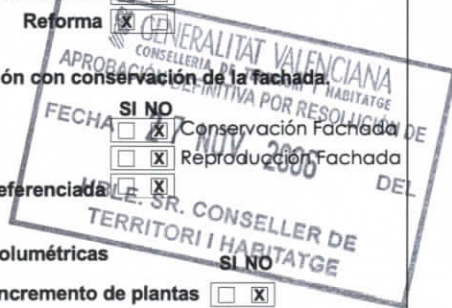 Reforma X
GENERALITAT VALENCIANA
CONSELLERIA DE TERRITORI I HABITATGE
ón con conservación de la fachada.
APROBACIÓN DEFINITIVA POR RESOLUCIÓN DE
SI NO
FECHA 27 NOV. 2006 DEL
X Conservación Fachada
X Reproducción Fachada
eferenciada X
HBLE. SR. CONSELLER DE
TERRITORI I HABITATGE
olumétricas
SI NO
ncremento de plantas X